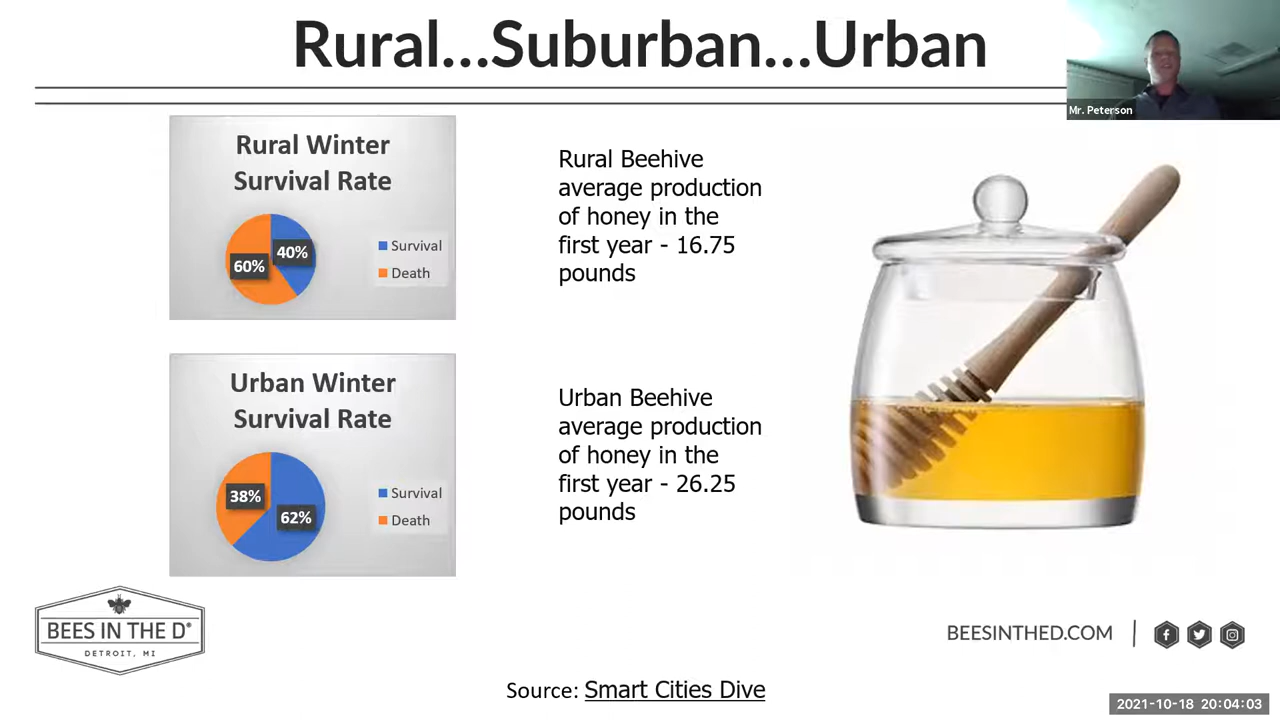 Rural...Suburban...Urban
Mr. Peterson
Rural Winter
Survival Rate
40%
60%
Survival
Death
Rural Beehive
average production
of honey in the
first year - 16.75
pounds
Urban Winter
Survival Rate
38%
62%
Survival
Death
Urban Beehive
average production
of honey in the
first year - 26.25
pounds
BEES IN THE D®
DETROIT, MI
BEESINTHED.COM
Source: Smart Cities Dive
2021-10-18 20:04:03